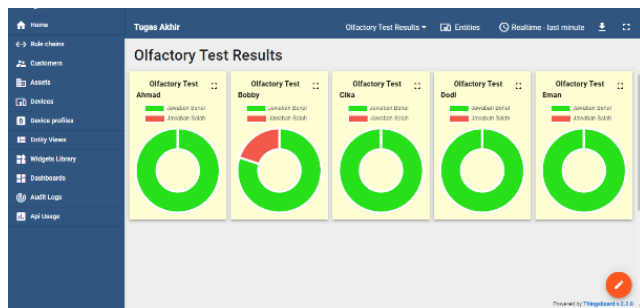 Home
Rule chains
Customers
Assets
Devices
Device profiles
Entity Views
Widgets Library
Dashboards
Audit Logs
Api Usage
Tugas Akhir
Olfactory Test Results
Entities
Realtime - last minute
Olfactory Test Results
Olfactory Test
Ahmad
Jawaban Benar
Jawaban Salah
Olfactory Test
Bobby
Jawaban Benar
Jawaban Salah
Olfactory Test
Cika
Jawaban Benar
Jawaban Salah
Olfactory Test
Dodi
Jawaban Benar
Jawaban Salah
Olfactory Test
Eman
Jawaban Benar
Jawaban Salah
Powered by Thingsboard v.3.2.0